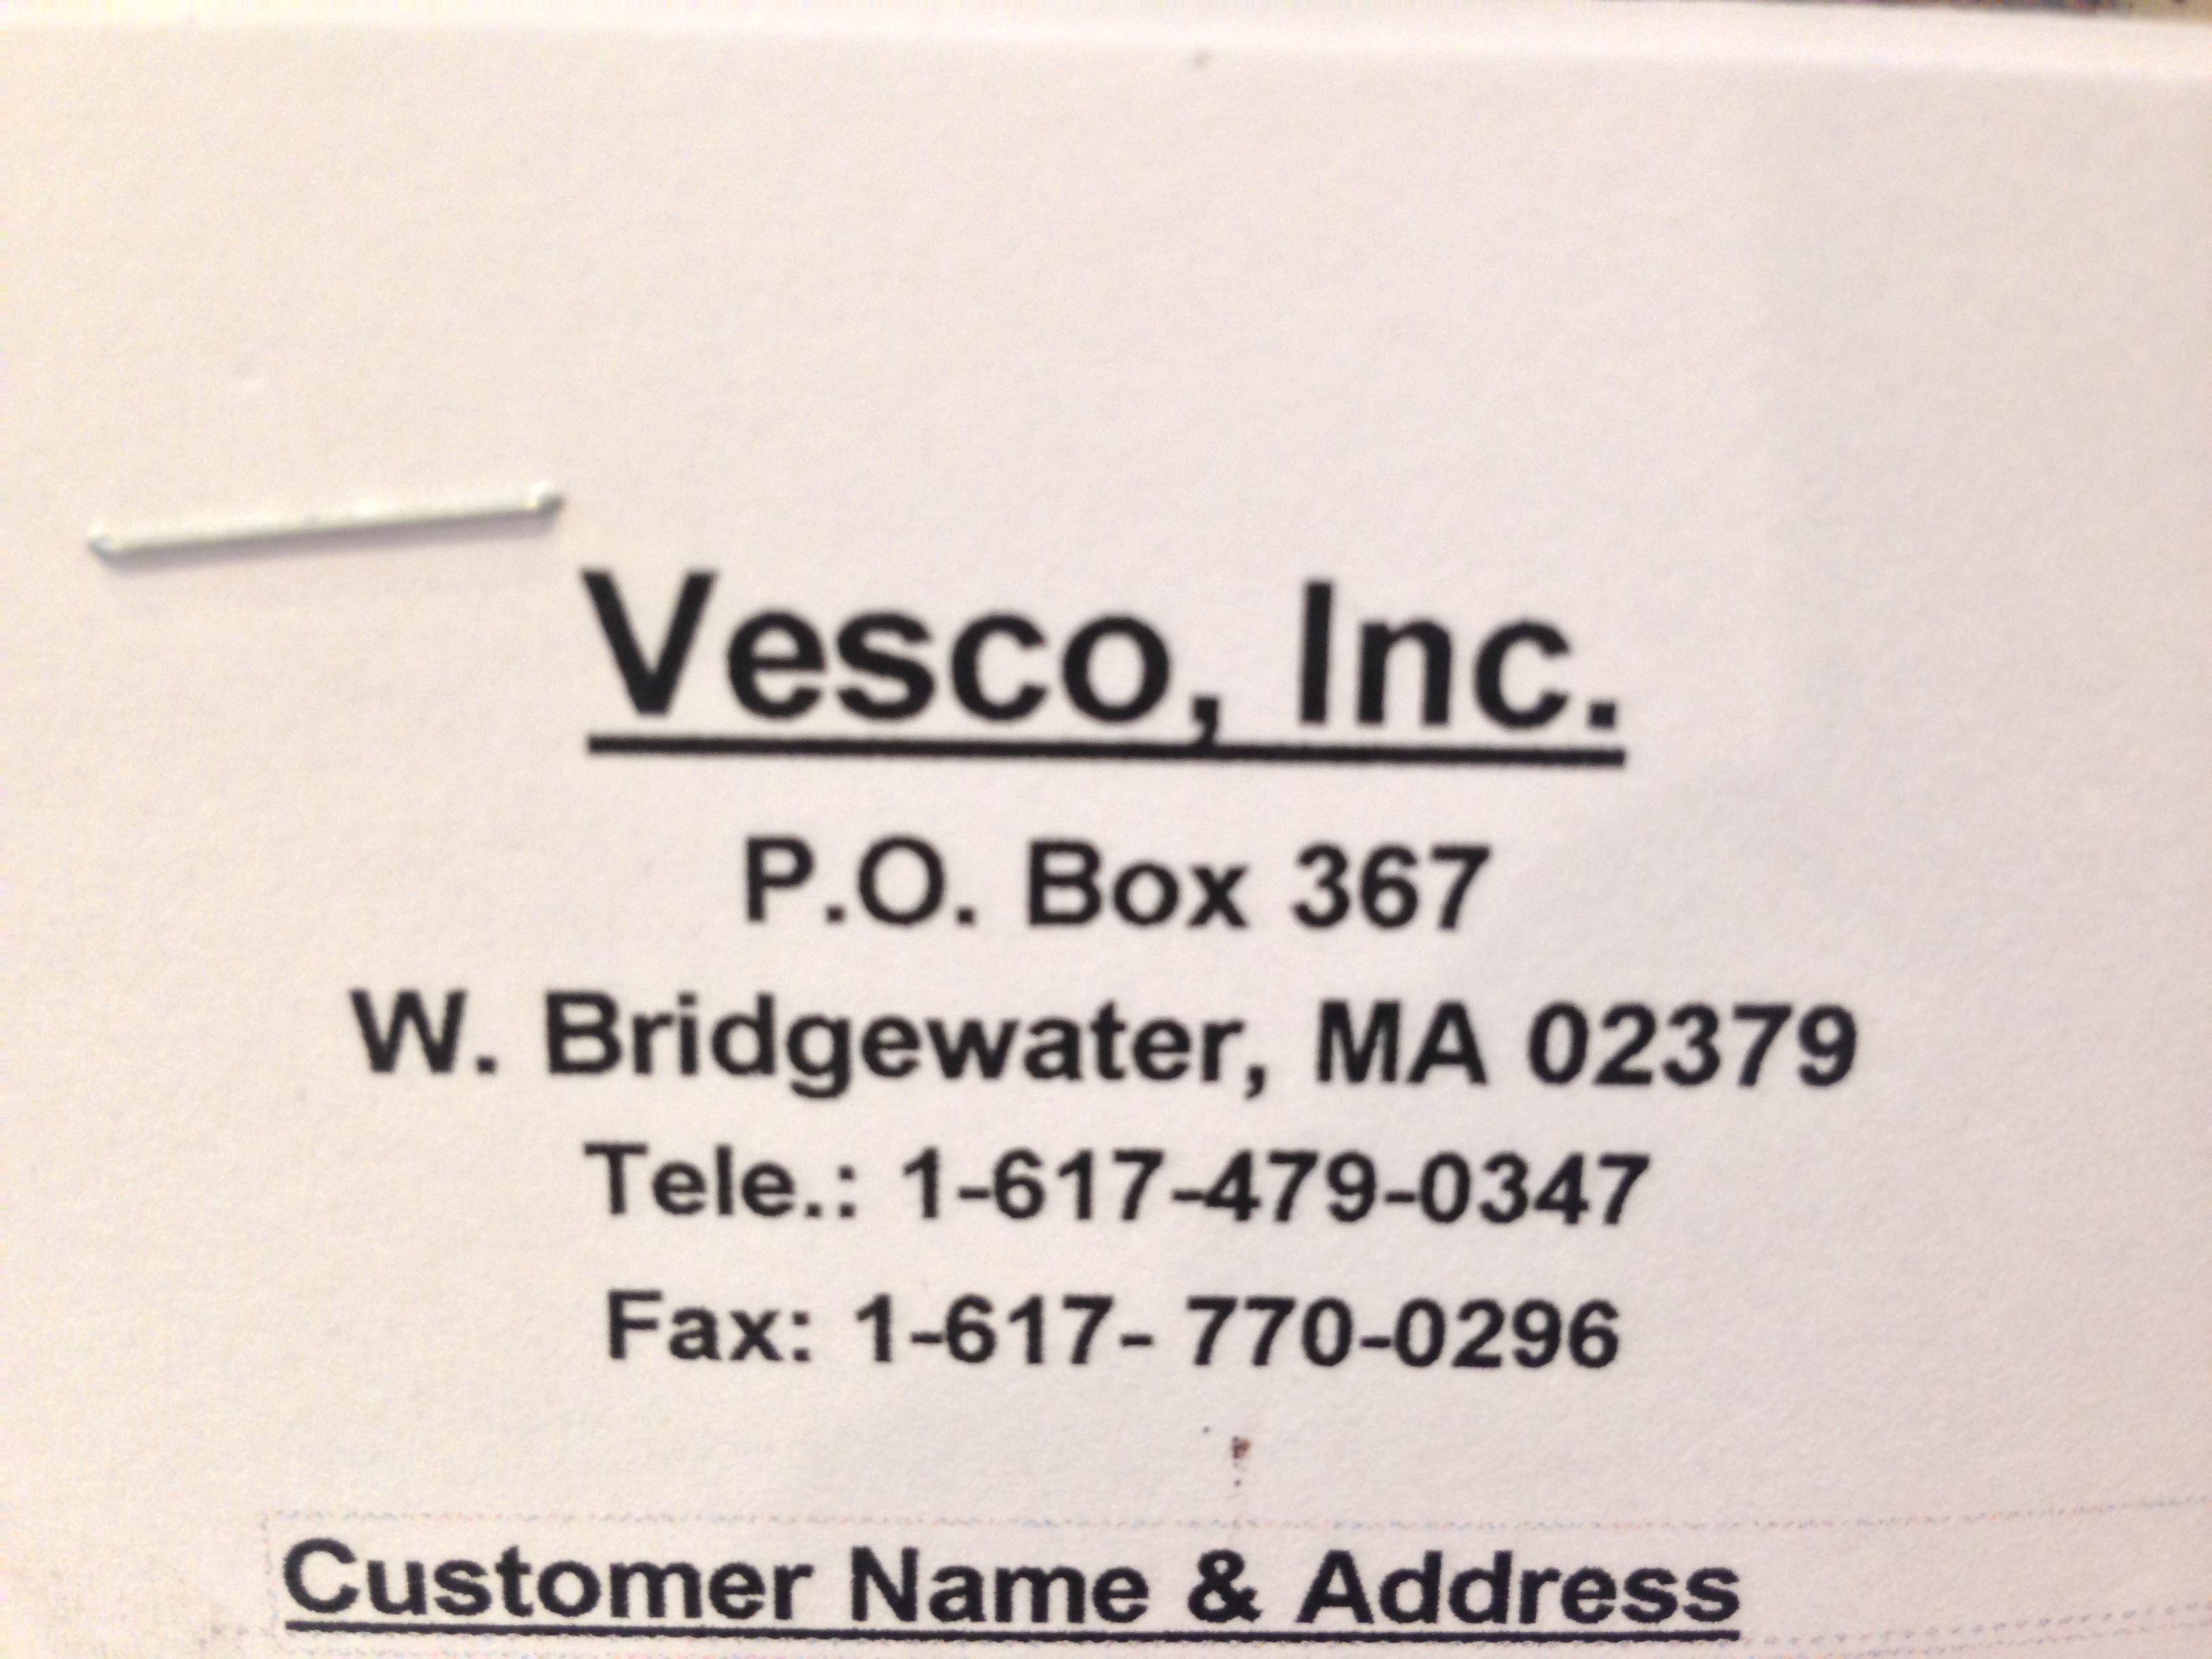 Vesco, Inc.
P.O. Box 367
W. Bridgewater, MA 02379
Tele.: 1-617-479-0347
Fax: 1-617- 770-0296
Customer Name & Address